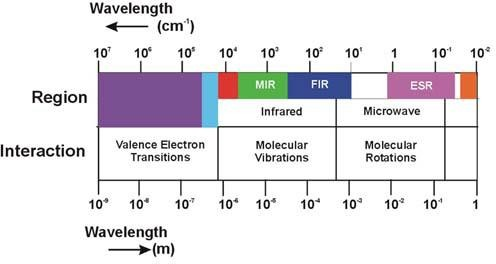 Wavelength
(cm⁻¹)
10⁷ 10⁶ 10⁵ 10⁴ 10³ 10² 10¹ 1 10⁻¹ 10⁻²
Region
MIR FIR ESR
Infrared Microwave
Interaction
Valence Electron Transitions
Molecular Vibrations
Molecular Rotations
10⁻⁹ 10⁻⁸ 10⁻⁷ 10⁻⁶ 10⁻⁵ 10⁻⁴ 10⁻³ 10⁻² 10⁻¹ 1
Wavelength
(m)